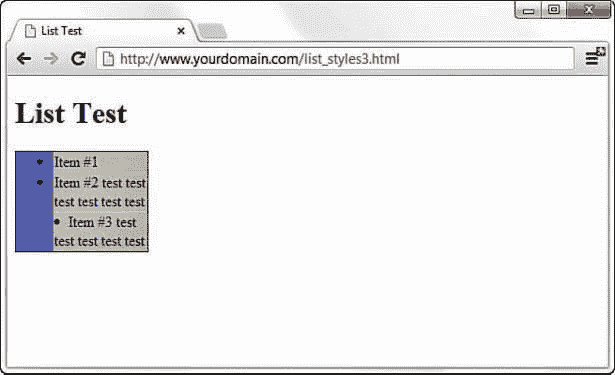 List Test
http://www.yourdomain.com/list_styles3.html
List Test
• Item #1
• Item #2 test test
test test test test
• Item #3 test
test test test test